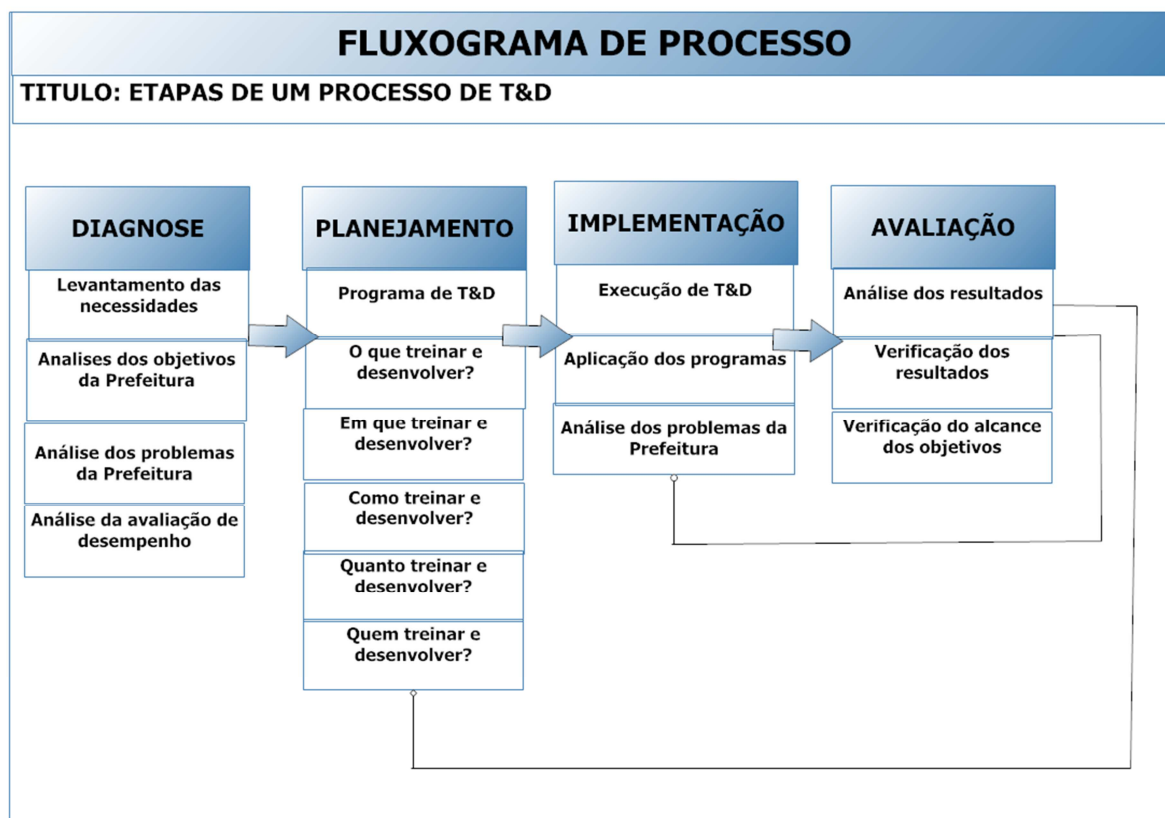 FLUXOGRAMA DE PROCESSO
TITULO: ETAPAS DE UM PROCESSO DE T&D
DIAGNOSE
Levantamento das
necessidades
Analises dos objetivos
da Prefeitura
Análise dos problemas
da Prefeitura
Análise da avaliação de
desempenho
PLANEJAMENTO
Programa de T&D
O que treinar e
desenvolver?
Em que treinar e
desenvolver?
Como treinar e
desenvolver?
Quanto treinar e
desenvolver?
Quem treinar e
desenvolver?
IMPLEMENTAÇÃO
Execução de T&D
Aplicação dos programas
Análise dos problemas da
Prefeitura
AVALIAÇÃO
Análise dos resultados
Verificação dos
resultados
Verificação do alcance
dos objetivos